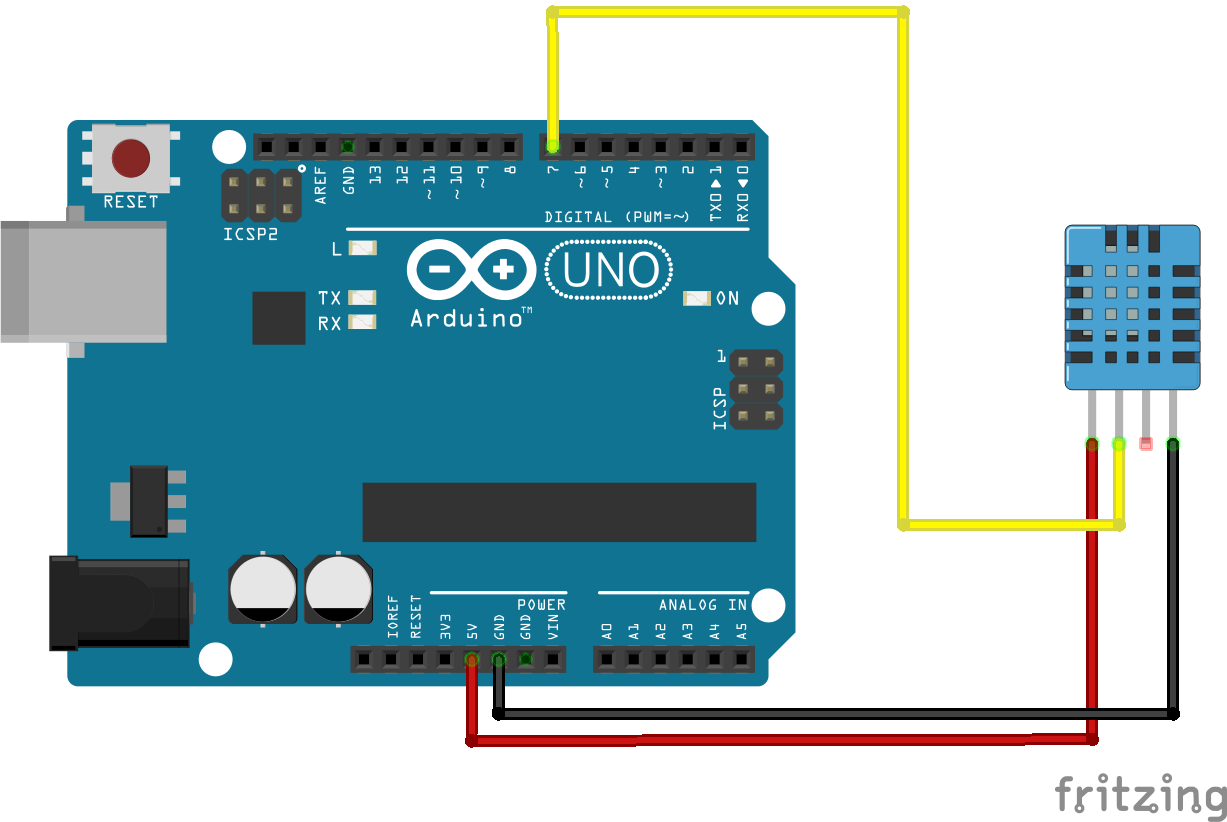 RESET
ICSP2
AREF
GND
13
12
~11
~10
~9
8
7
~6
~5
4
~3
2
TX0▶1
RX0◀0
DIGITAL (PWM=~)
L
TX
RX
Arduino™
UNO
ON
1
ICSP
POWER
ANALOG IN
IOREF
RESET
3V3
5V
GND
GND
VIN
A0
A1
A2
A3
A4
A5
fritzing